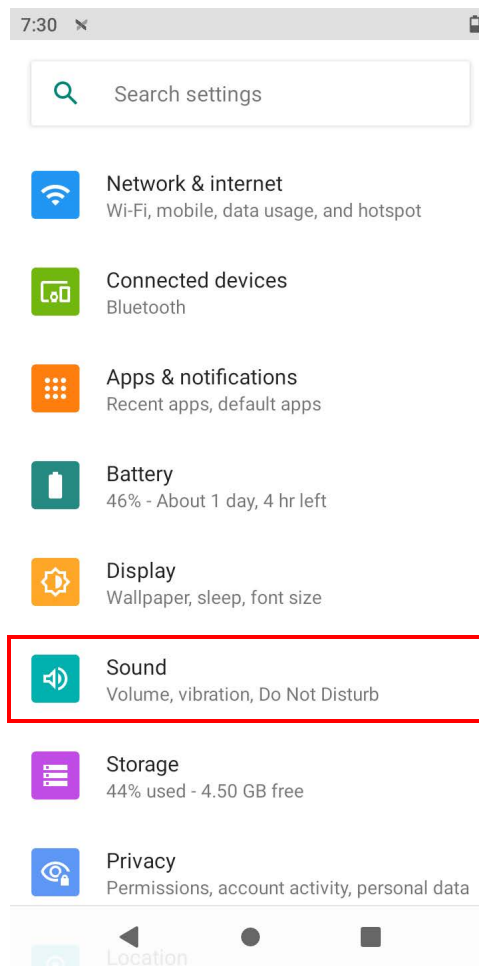 7:30
Search settings
Network & internet
Wi-Fi, mobile, data usage, and hotspot
Connected devices
Bluetooth
Apps & notifications
Recent apps, default apps
Battery
46% - About 1 day, 4 hr left
Display
Wallpaper, sleep, font size
Sound
Volume, vibration, Do Not Disturb
Storage
44% used - 4.50 GB free
Privacy
Permissions, account activity, personal data
Location